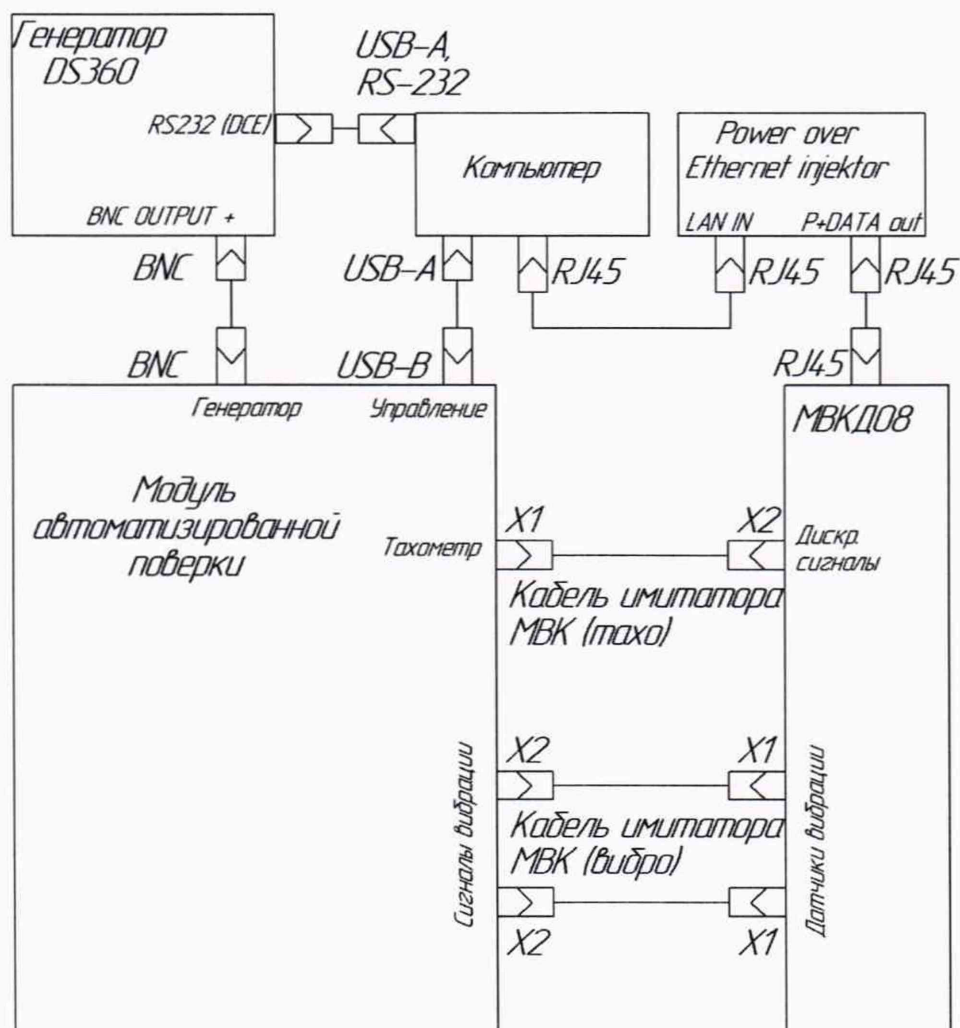 Генератор
DS360
RS232 (DCE)
BNC OUTPUT +
USB-A,
RS-232
Компьютер
Power over
Ethernet injektor
LAN IN
P+DATA out
BNC
USB-A
RJ45
RJ45
RJ45
BNC
USB-B
RJ45
Генератор
Управление
МВКД08
Модуль
автоматизированной
поверки
Тахометр
X1
X2
Дискр.
сигналы
Кабель имитатора
МВК (тахо)
Сигналы вибрации
X2
X1
Кабель имитатора
МВК (вибро)
X2
X1
Датчики вибрации